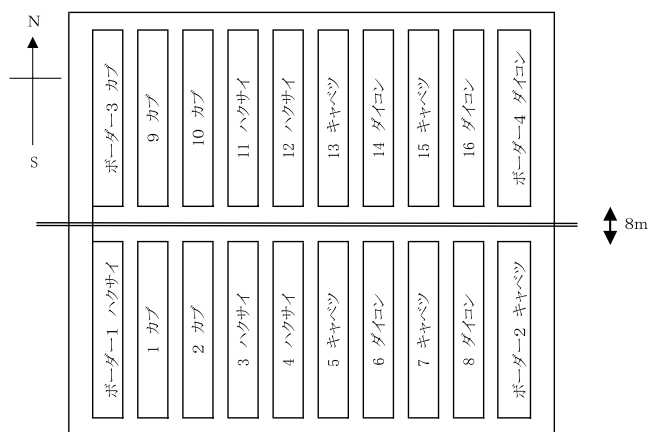 N
S
ボーダー3 カブ
9 カブ
10 カブ
11 ハクサイ
12 ハクサイ
13 キャベツ
14 ダイコン
15 キャベツ
16 ダイコン
ボーダー4 ダイコン
8m
ボーダー1 ハクサイ
1 カブ
2 カブ
3 ハクサイ
4 ハクサイ
5 キャベツ
6 ダイコン
7 キャベツ
8 ダイコン
ボーダー2 キャベツ